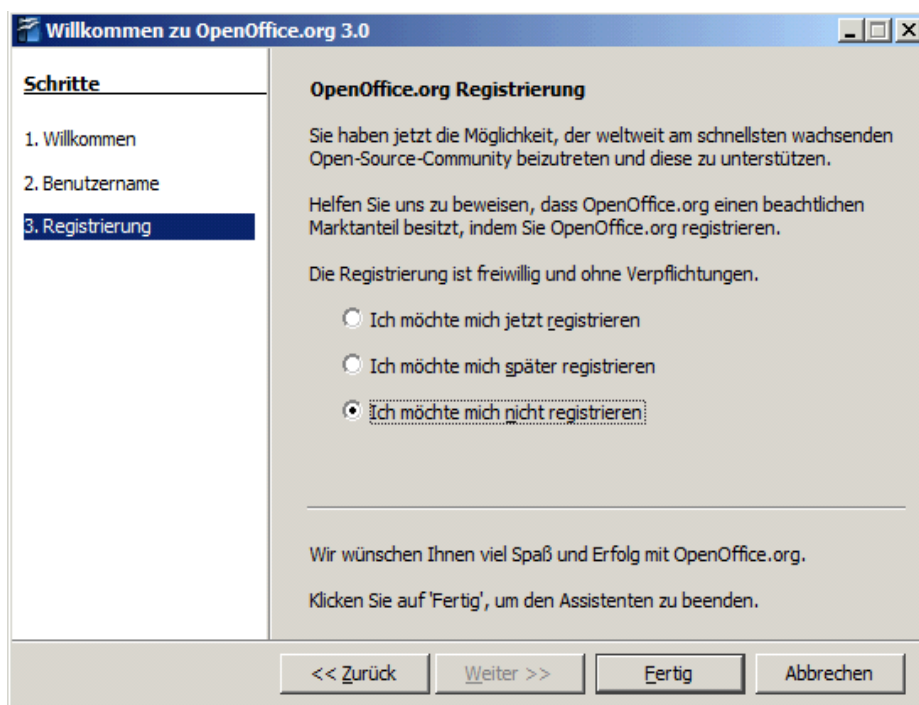 Willkommen zu OpenOffice.org 3.0
Schritte
1. Willkommen
2. Benutzername
3. Registrierung
OpenOffice.org Registrierung
Sie haben jetzt die Möglichkeit, der weltweit am schnellsten wachsenden
Open-Source-Community beizutreten und diese zu unterstützen.
Helfen Sie uns zu beweisen, dass OpenOffice.org einen beachtlichen
Marktanteil besitzt, indem Sie OpenOffice.org registrieren.
Die Registrierung ist freiwillig und ohne Verpflichtungen.
Ich möchte mich jetzt registrieren
Ich möchte mich später registrieren
Ich möchte mich nicht registrieren
Wir wünschen Ihnen viel Spaß und Erfolg mit OpenOffice.org.
Klicken Sie auf 'Fertig', um den Assistenten zu beenden.
<< Zurück
Weiter >>
Fertig
Abbrechen